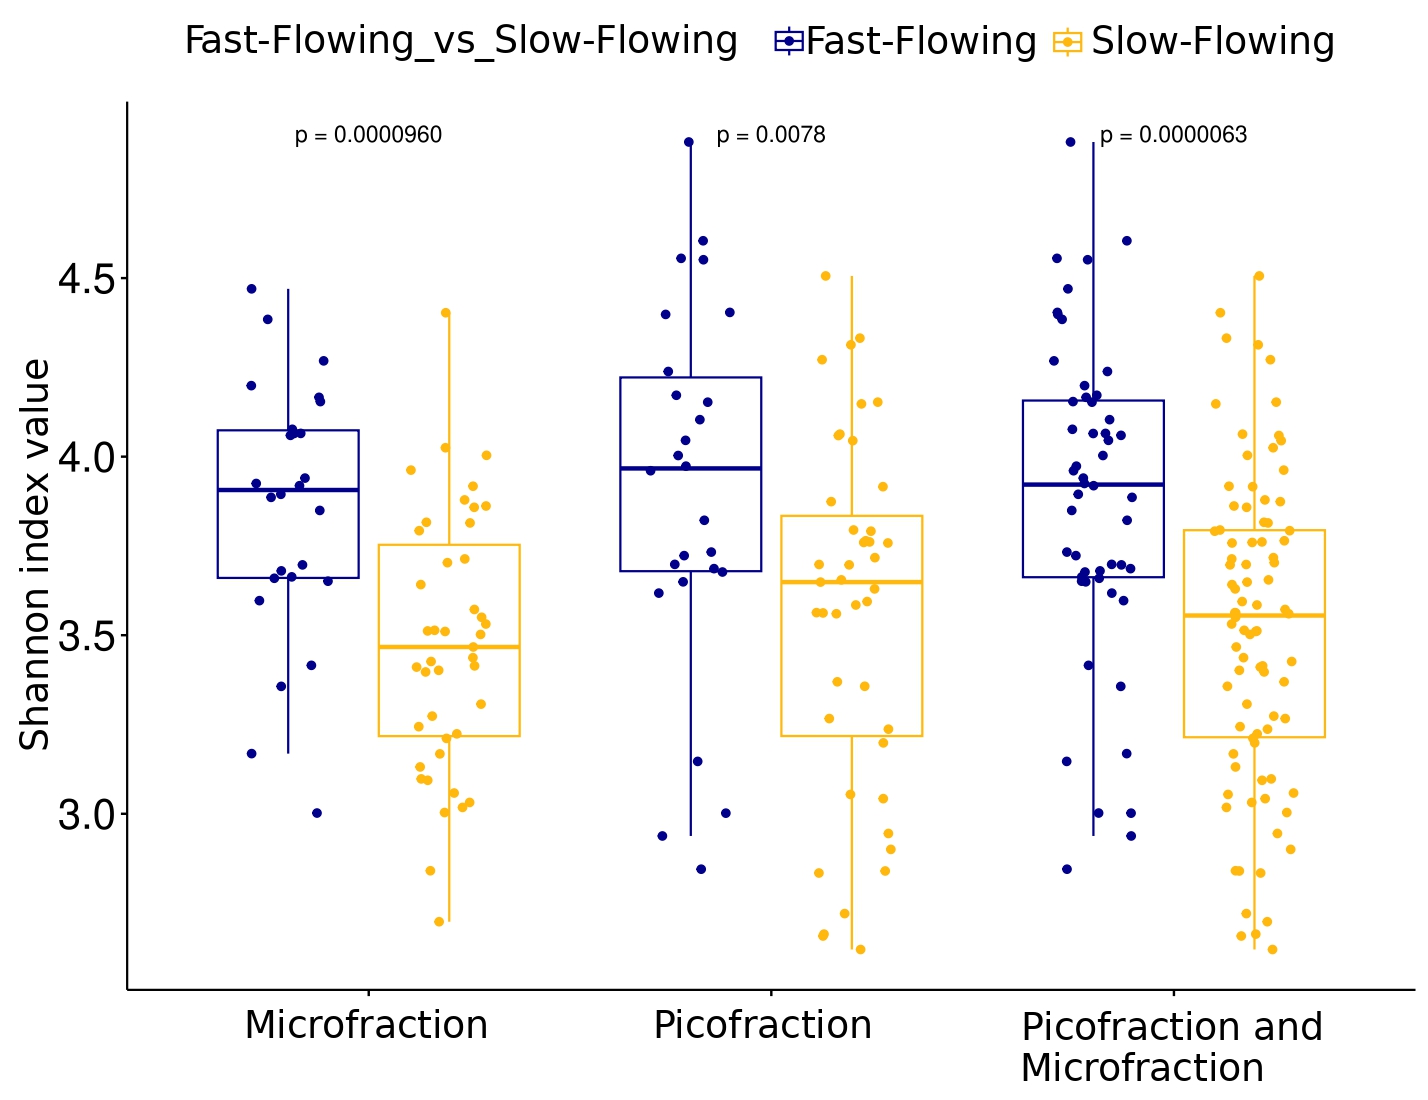 Fast-Flowing_vs_Slow-Flowing Fast-Flowing Slow-Flowing
p = 0.0000960 p = 0.0078 p = 0.0000063
Shannon index value
4.5
4.0
3.5
3.0
Microfraction Picofraction Picofraction and
Microfraction